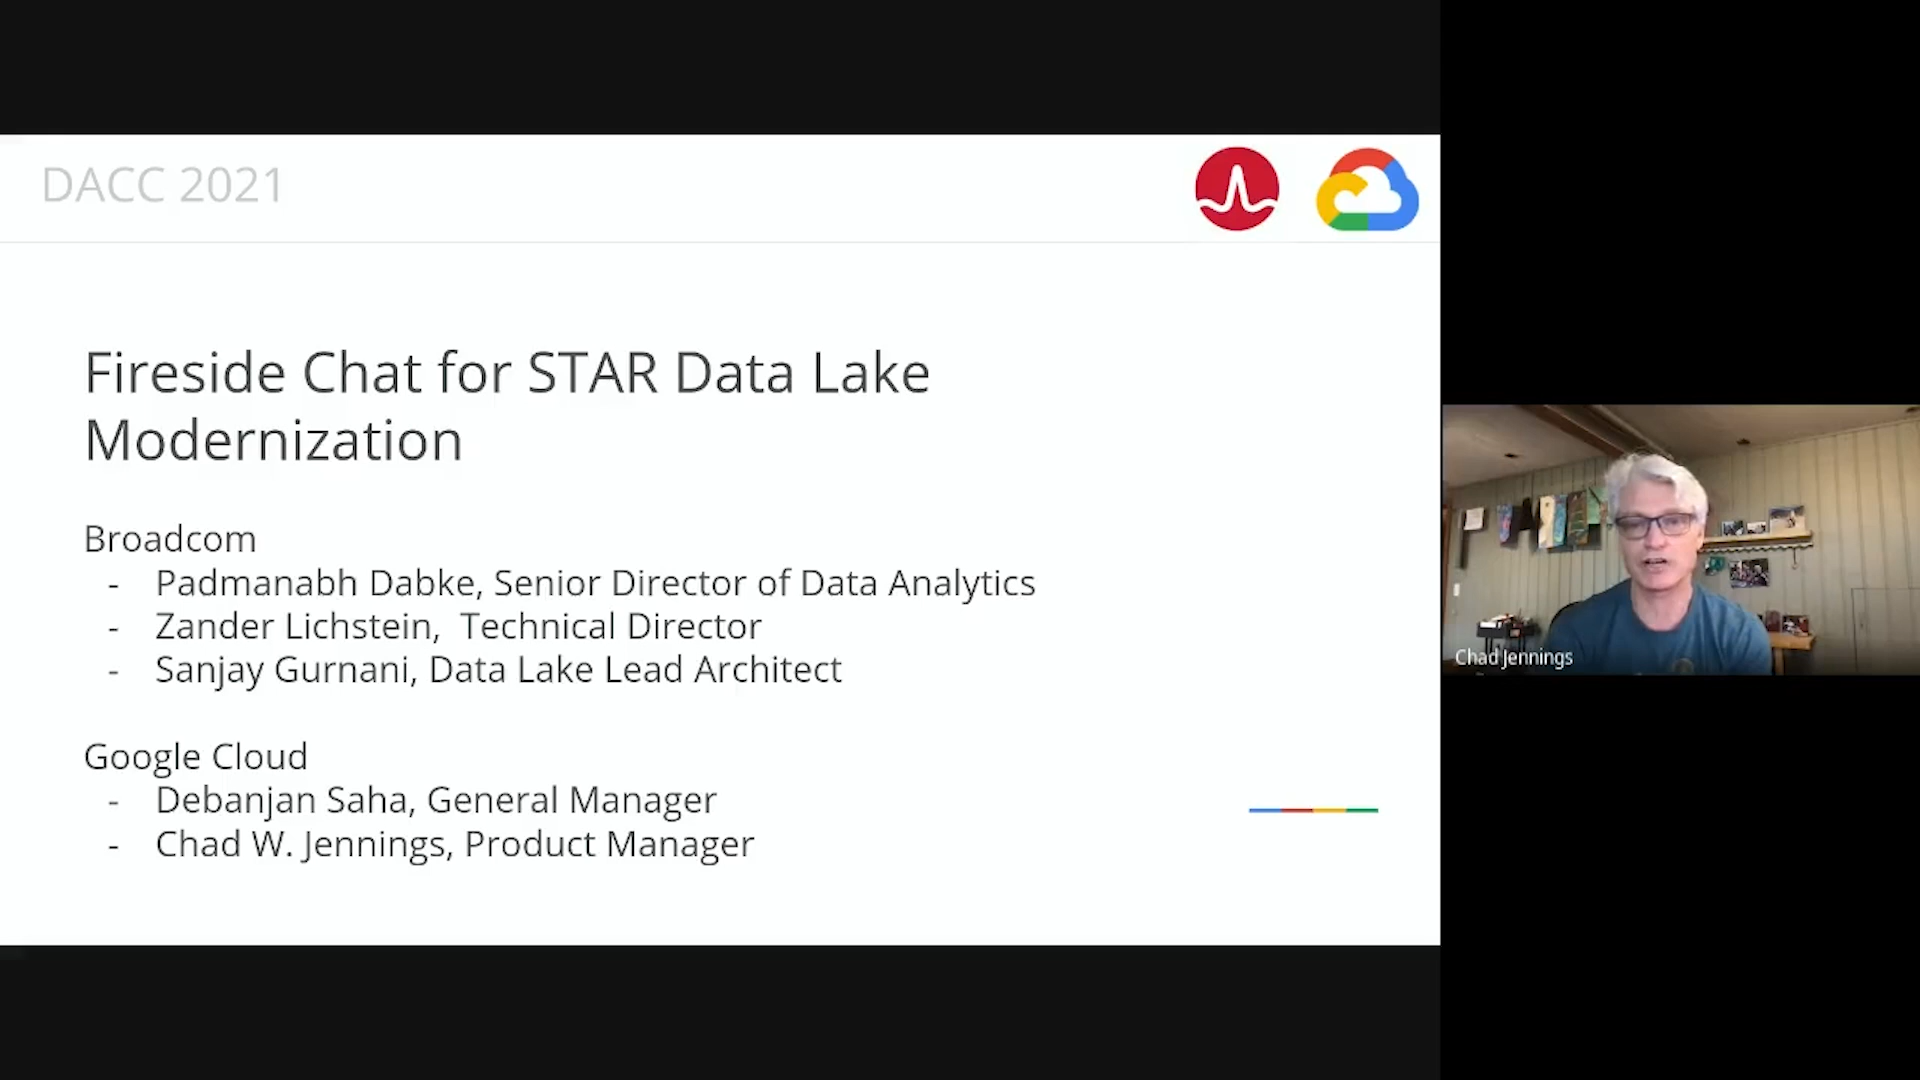 DACC 2021
Fireside Chat for STAR Data Lake
Modernization
Broadcom
- Padmanabh Dabke, Senior Director of Data Analytics
- Zander Lichstein, Technical Director
- Sanjay Gurnani, Data Lake Lead Architect
Google Cloud
- Debanjan Saha, General Manager
- Chad W. Jennings, Product Manager
Chad Jennings